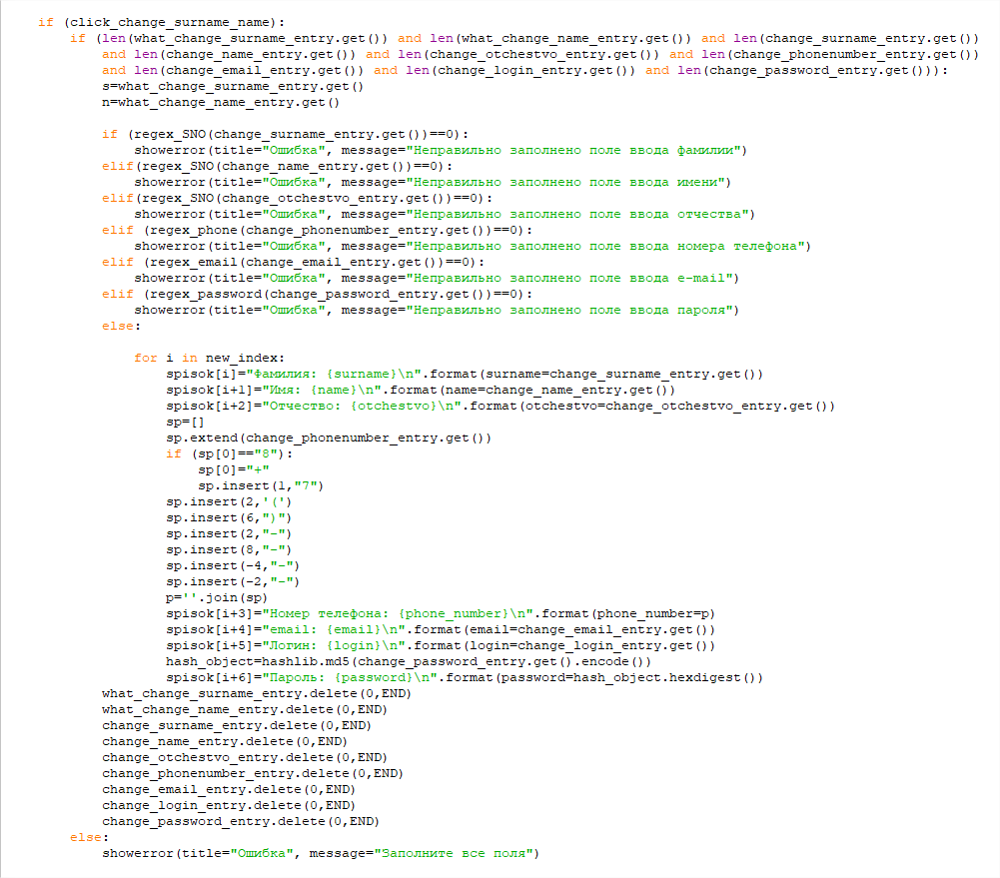 if (click_change_surname_name):
if (len(what_change_surname_entry.get()) and len(what_change_name_entry.get()) and len(change_surname_entry.get())
and len(change_name_entry.get()) and len(change_otchestvo_entry.get()) and len(change_phonenumber_entry.get())
and len(change_email_entry.get()) and len(change_login_entry.get()) and len(change_password_entry.get())):
s=what_change_surname_entry.get()
n=what_change_name_entry.get()
if (regex_SNO(change_surname_entry.get())==0):
showerror(title="Ошибка", message="Неправильно заполнено поле ввода фамилии")
elif(regex_SNO(change_name_entry.get())==0):
showerror(title="Ошибка", message="Неправильно заполнено поле ввода имени")
elif(regex_SNO(change_otchestvo_entry.get())==0):
showerror(title="Ошибка", message="Неправильно заполнено поле ввода отчества")
elif (regex_phone(change_phonenumber_entry.get())==0):
showerror(title="Ошибка", message="Неправильно заполнено поле ввода номера телефона")
elif (regex_email(change_email_entry.get())==0):
showerror(title="Ошибка", message="Неправильно заполнено поле ввода e-mail")
elif (regex_password(change_password_entry.get())==0):
showerror(title="Ошибка", message="Неправильно заполнено поле ввода пароля")
else:
for i in new_index:
spisok[i]="Фамилия: {surname}\n".format(surname=change_surname_entry.get())
spisok[i+1]="Имя: {name}\n".format(name=change_name_entry.get())
spisok[i+2]="Отчество: {otchestvo}\n".format(otchestvo=change_otchestvo_entry.get())
sp=[]
sp.extend(change_phonenumber_entry.get())
if (sp[0]=="8"):
sp[0]="+"
sp.insert(1,"7")
sp.insert(2,'(')
sp.insert(6,")")
sp.insert(2,"-")
sp.insert(8,"-")
sp.insert(-4,"-")
sp.insert(-2,"-")
p=''.join(sp)
spisok[i+3]="Номер телефона: {phone_number}\n".format(phone_number=p)
spisok[i+4]="email: {email}\n".format(email=change_email_entry.get())
spisok[i+5]="Логин: {login}\n".format(login=change_login_entry.get())
hash_object=hashlib.md5(change_password_entry.get().encode())
spisok[i+6]="Пароль: {password}\n".format(password=hash_object.hexdigest())
what_change_surname_entry.delete(0,END)
what_change_name_entry.delete(0,END)
change_surname_entry.delete(0,END)
change_name_entry.delete(0,END)
change_otchestvo_entry.delete(0,END)
change_phonenumber_entry.delete(0,END)
change_email_entry.delete(0,END)
change_login_entry.delete(0,END)
change_password_entry.delete(0,END)
else:
showerror(title="Ошибка", message="Заполните все поля")